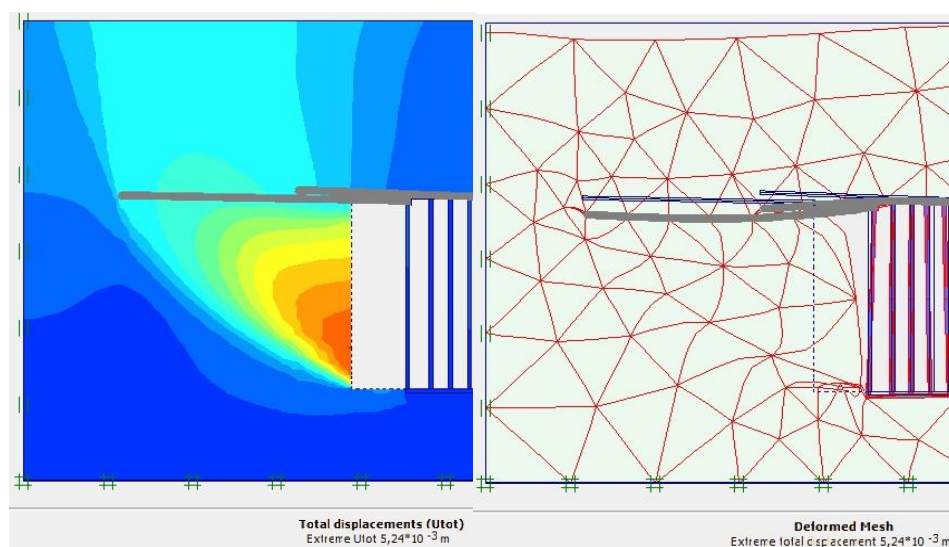 Total displacements (Utot)
Extreme Utot 5,24*10 -3 m
Deformed Mesh
Extreme total displacement 5,24*10 -3 m